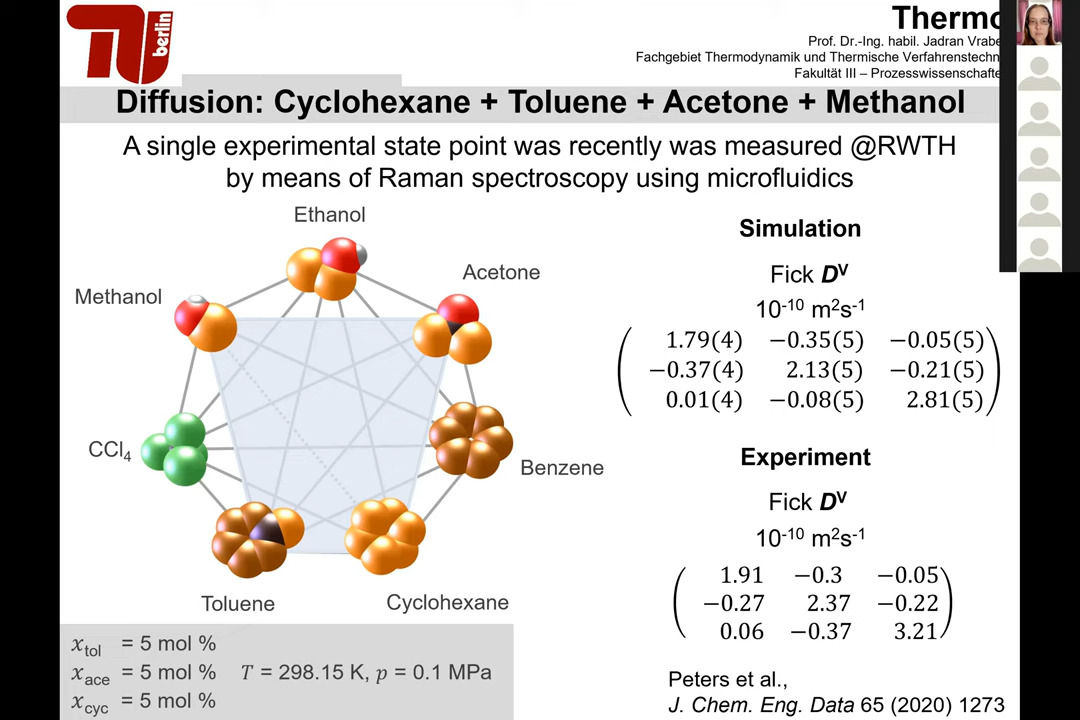 TU berlin
Thermo
Prof. Dr.-Ing. habil. Jadran Vrabe
Fachgebiet Thermodynamik und Thermische Verfahrenstechn
Fakultät III – Prozesswissenschafte
Diffusion: Cyclohexane + Toluene + Acetone + Methanol
A single experimental state point was recently was measured @RWTH
by means of Raman spectroscopy using microfluidics
Ethanol
Acetone
Methanol
CCl₄
Benzene
Toluene
Cyclohexane
x_tol = 5 mol %
x_ace = 5 mol % T = 298.15 K, p = 0.1 MPa
x_cyc = 5 mol %
Simulation
Fick Dⱽ
10⁻¹⁰ m²s⁻¹
1.79(4) −0.35(5) −0.05(5)
−0.37(4) 2.13(5) −0.21(5)
0.01(4) −0.08(5) 2.81(5)
Experiment
Fick Dⱽ
10⁻¹⁰ m²s⁻¹
1.91 −0.3 −0.05
−0.27 2.37 −0.22
0.06 −0.37 3.21
Peters et al.,
J. Chem. Eng. Data 65 (2020) 1273